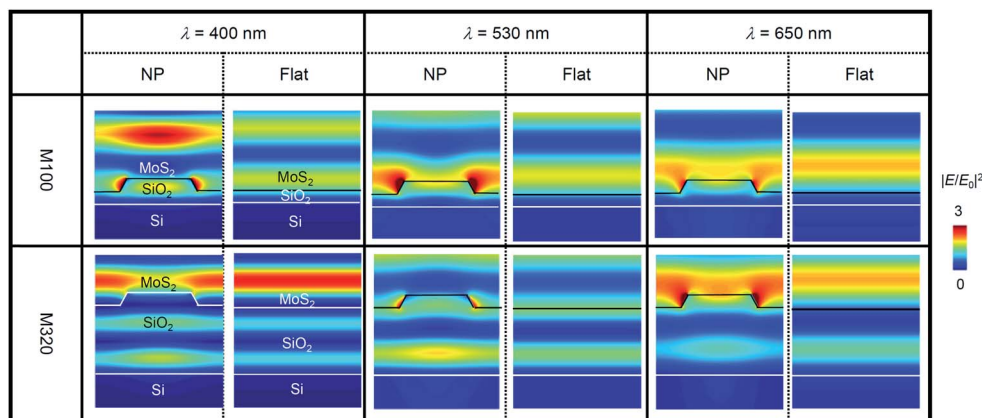 λ = 400 nm
λ = 530 nm
λ = 650 nm
NP
Flat
NP
Flat
NP
Flat
M100
MoS₂
SiO₂
Si
MoS₂
SiO₂
Si
|E/E₀|²
3
0
M320
MoS₂
SiO₂
Si
MoS₂
SiO₂
Si